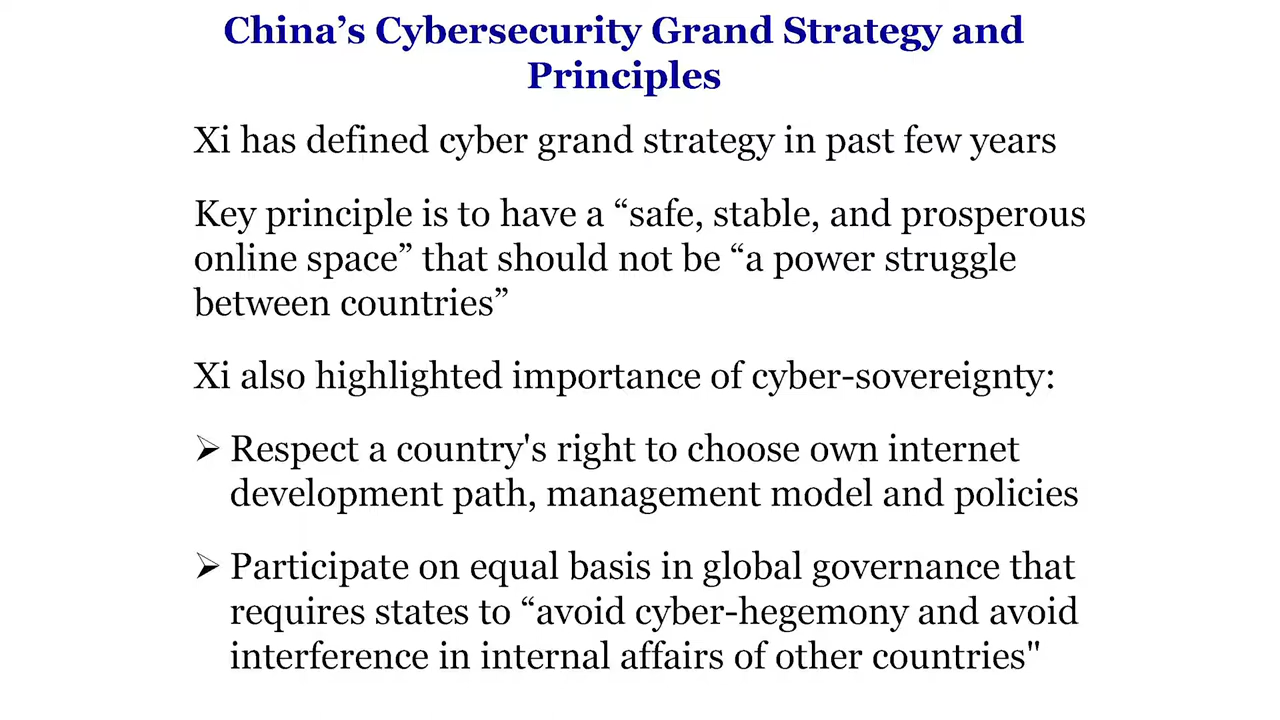 China’s Cybersecurity Grand Strategy and
Principles
Xi has defined cyber grand strategy in past few years
Key principle is to have a “safe, stable, and prosperous
online space” that should not be “a power struggle
between countries”
Xi also highlighted importance of cyber-sovereignty:
➢ Respect a country's right to choose own internet
development path, management model and policies
➢ Participate on equal basis in global governance that
requires states to “avoid cyber-hegemony and avoid
interference in internal affairs of other countries"